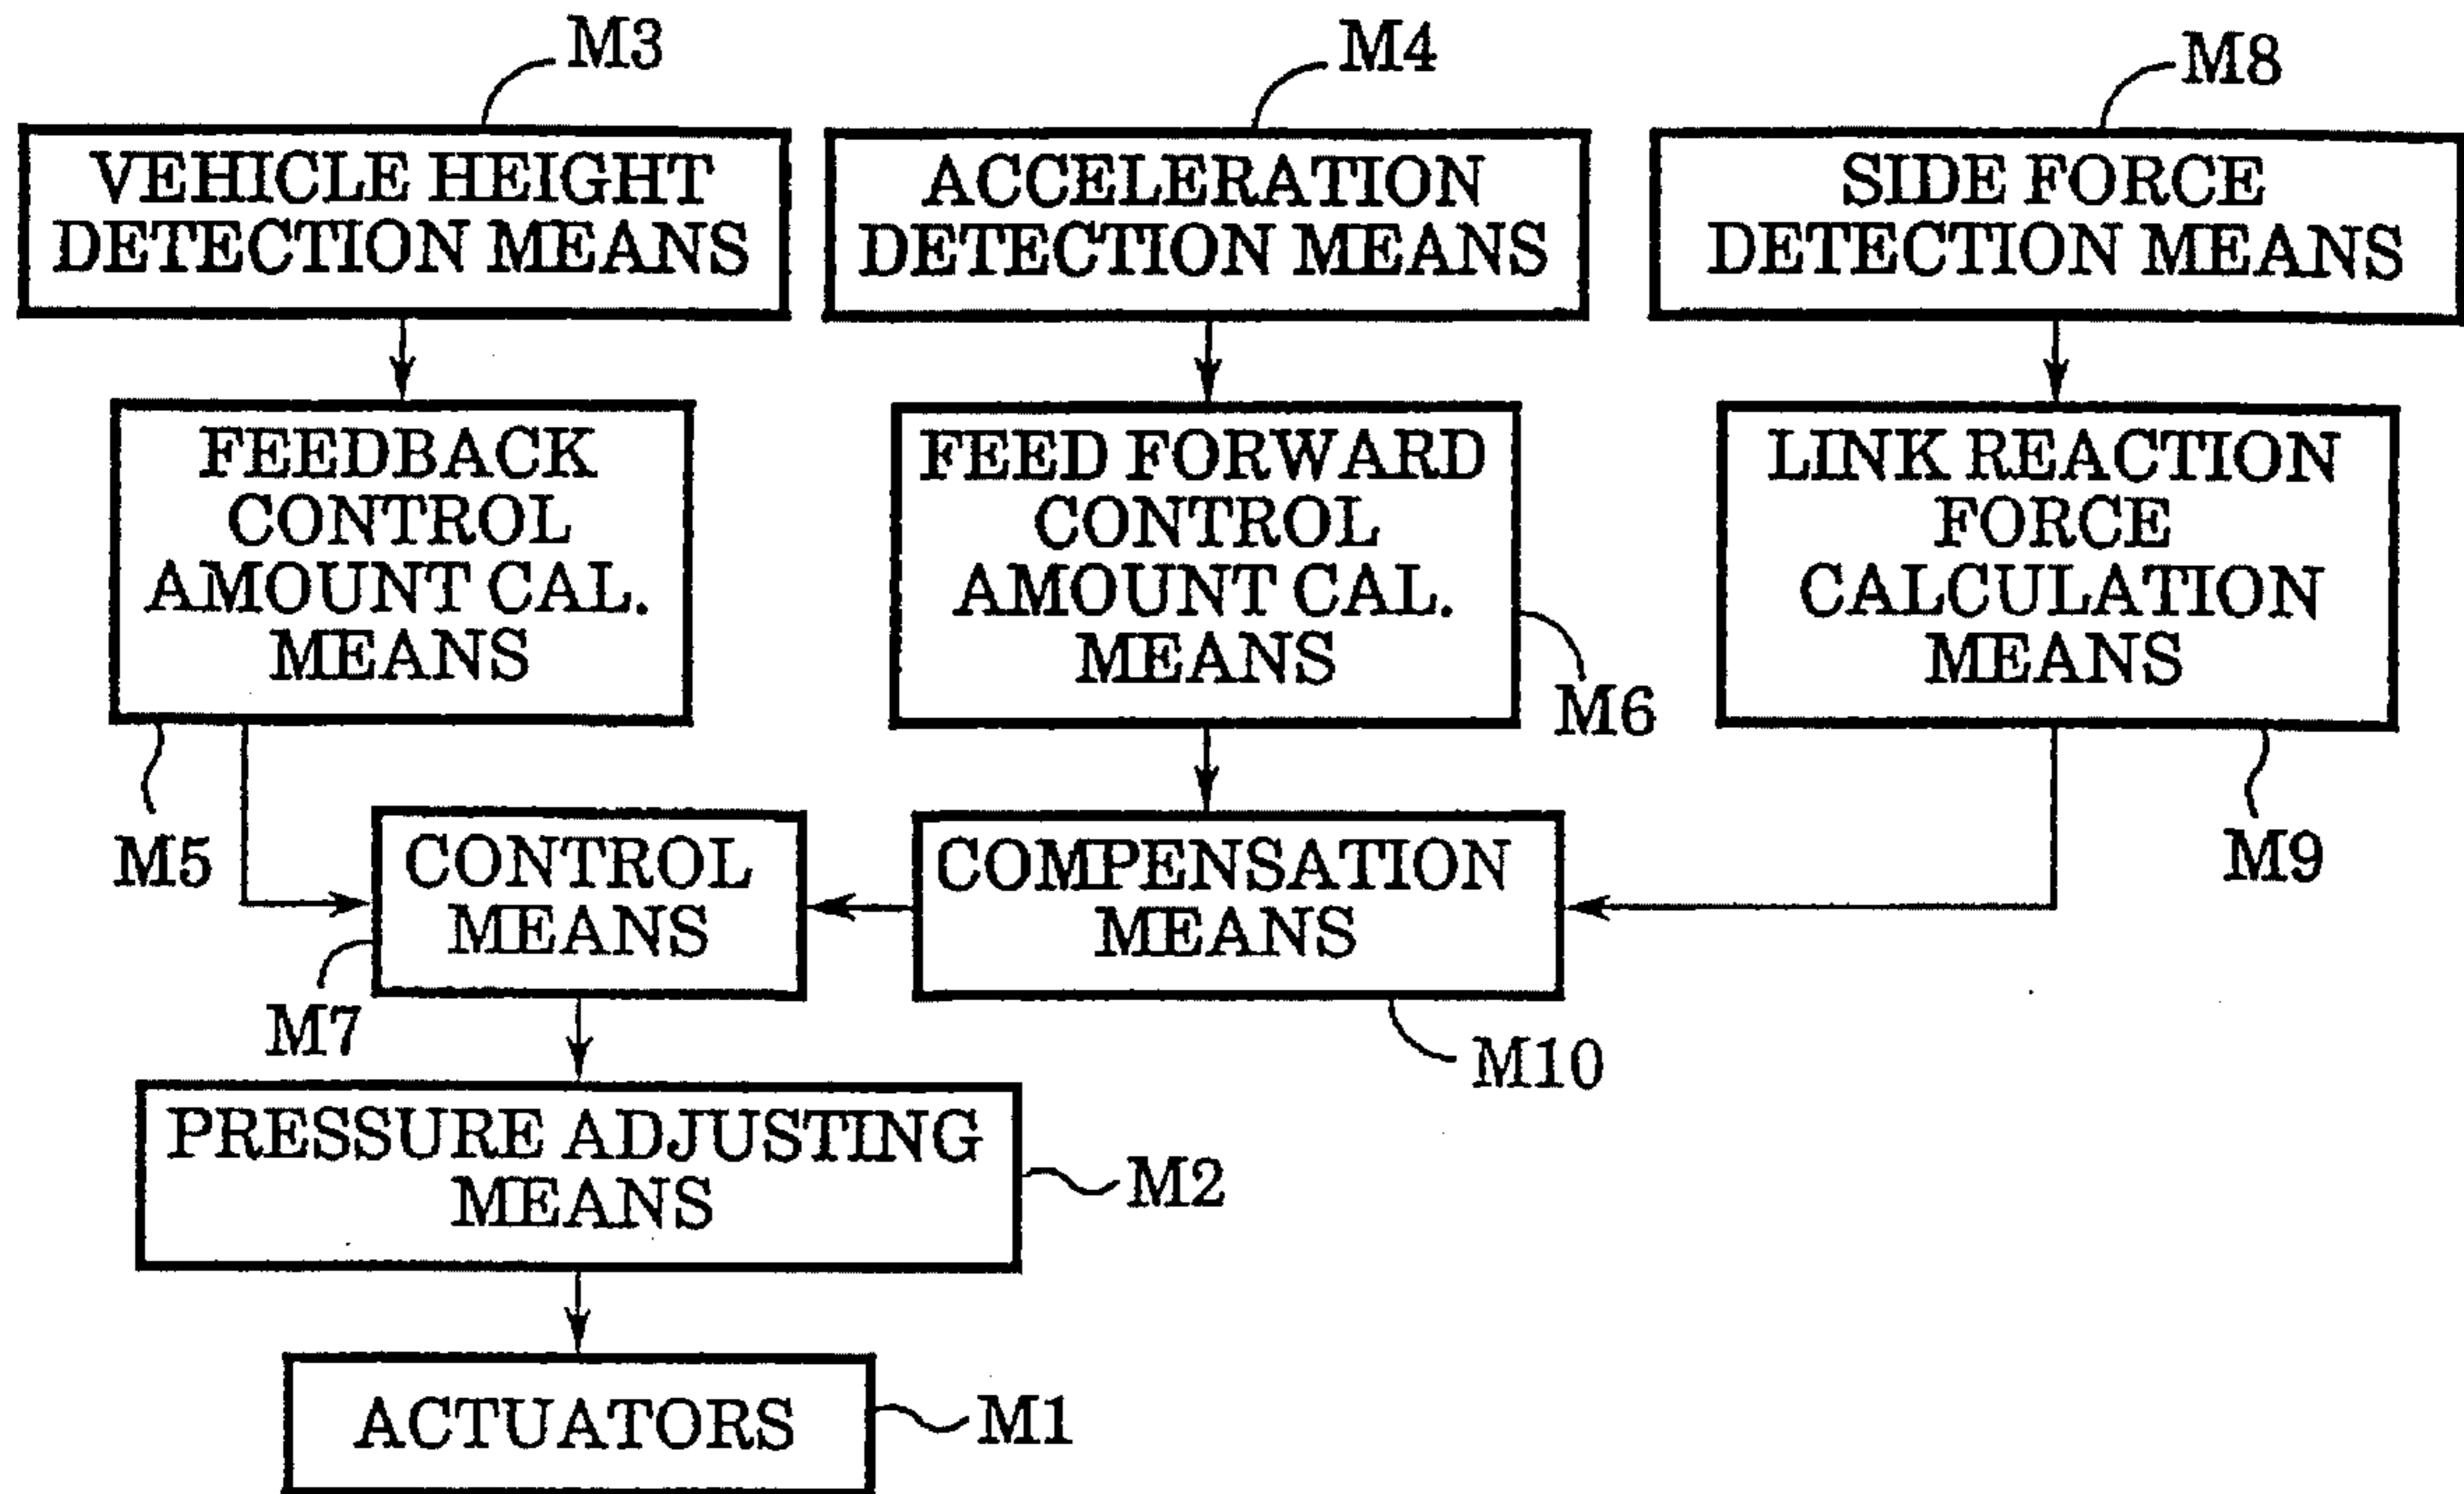 M3
M4
M8
VEHICLE HEIGHT
DETECTION MEANS
ACCELERATION
DETECTION MEANS
SIDE FORCE
DETECTION MEANS
FEEDBACK
CONTROL
AMOUNT CAL.
MEANS
FEED FORWARD
CONTROL
AMOUNT CAL.
MEANS
LINK REACTION
FORCE
CALCULATION
MEANS
M6
M5
M9
CONTROL
MEANS
COMPENSATION
MEANS
M7
M10
PRESSURE ADJUSTING
MEANS
M2
ACTUATORS
M1